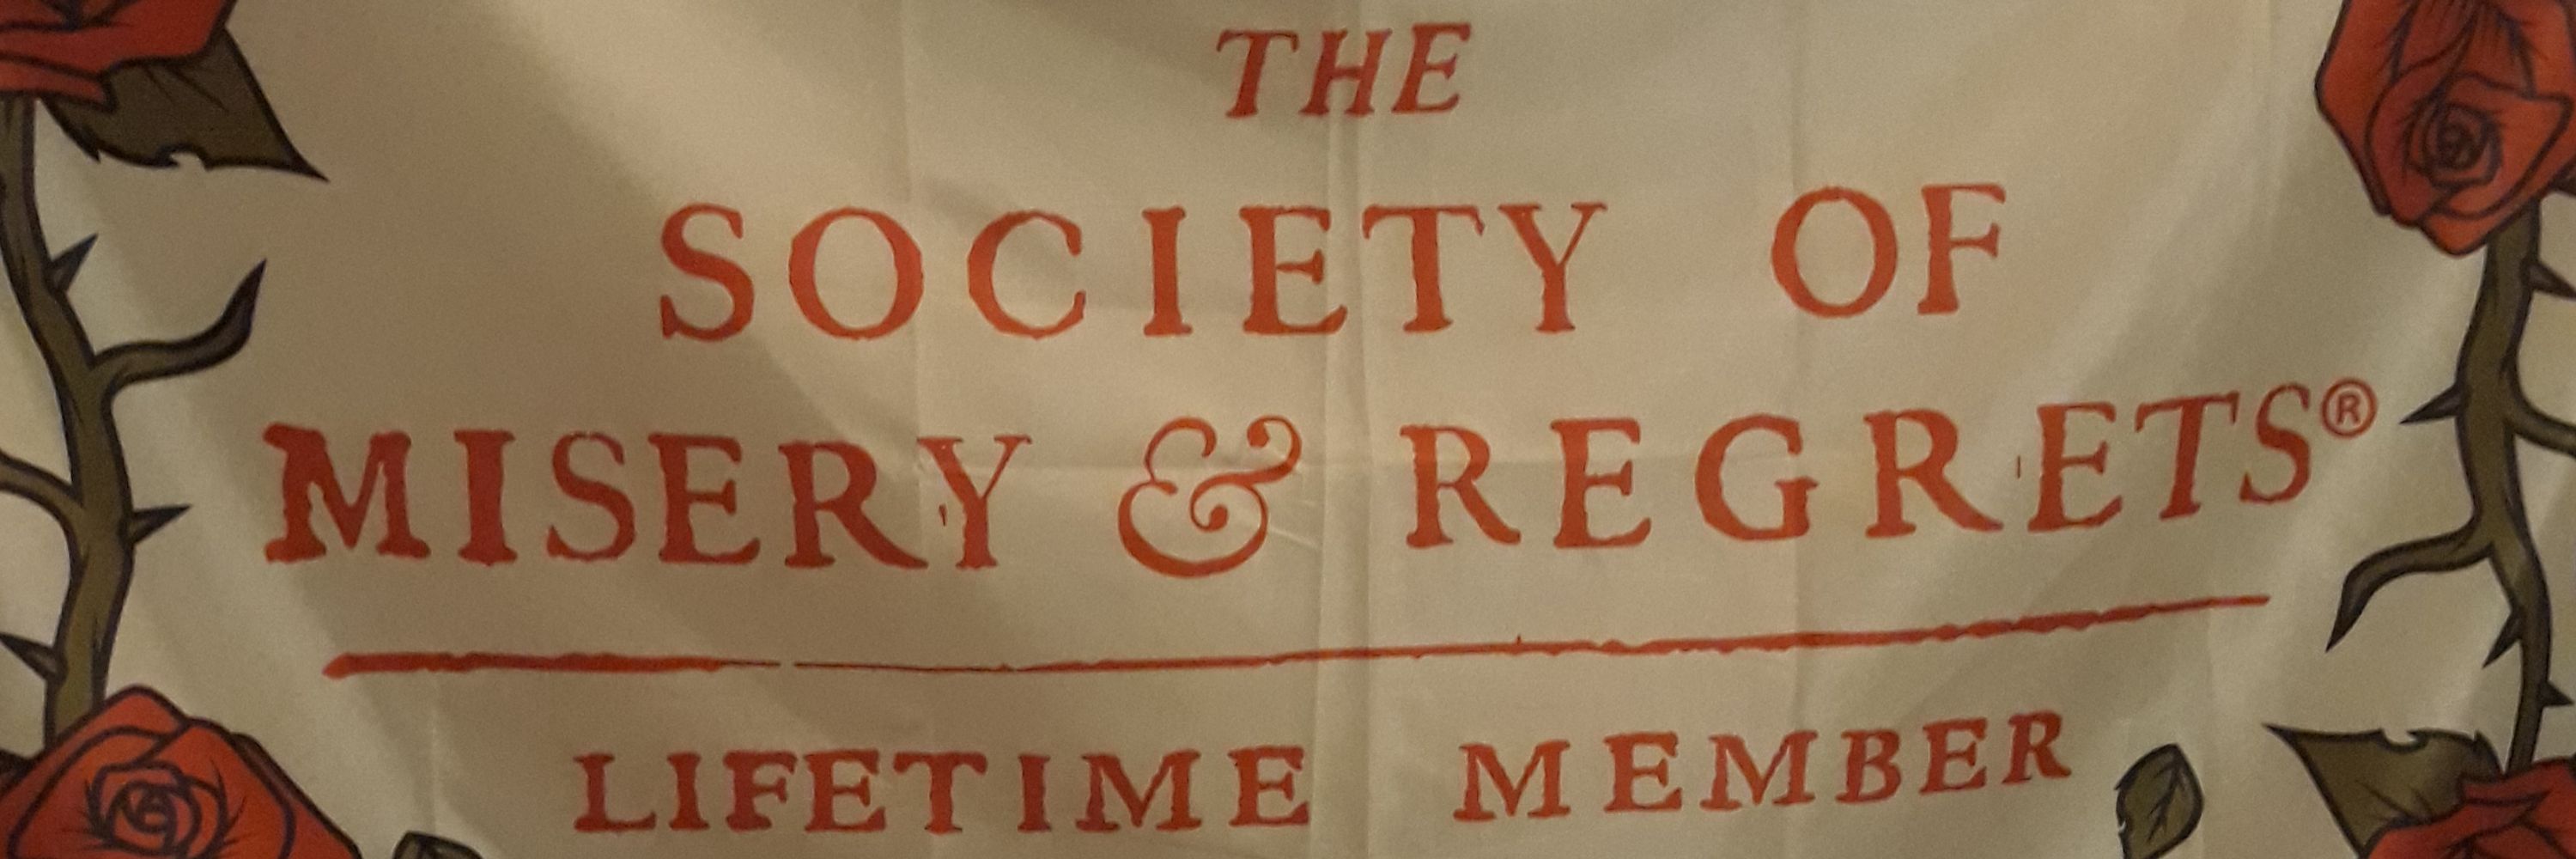 THE
SOCIETY OF
MISERY & REGRETS®
LIFETIME MEMBER